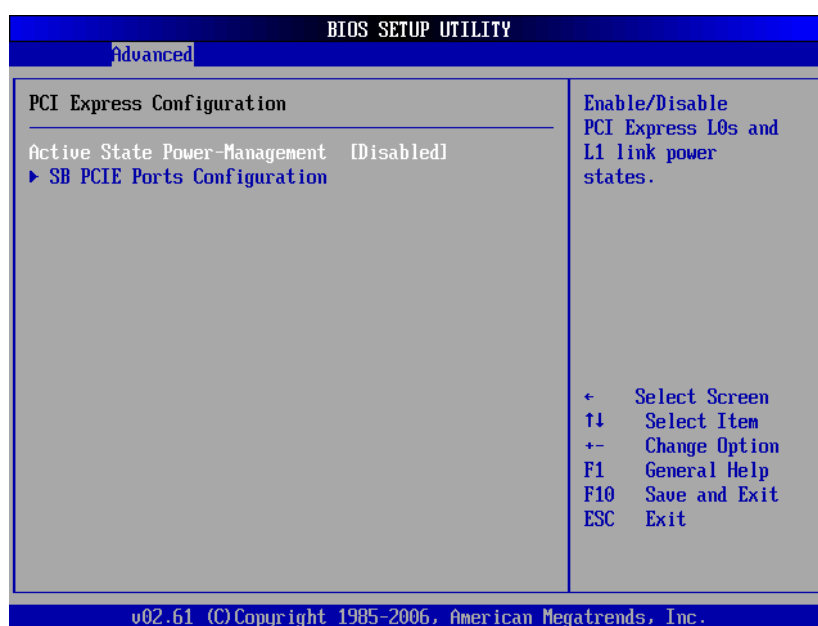 BIOS SETUP UTILITY
Advanced
PCI Express Configuration
Active State Power-Management [Disabled]
▶ SB PCIE Ports Configuration
Enable/Disable
PCI Express L0s and
L1 link power
states.
← Select Screen
↑↓ Select Item
+- Change Option
F1 General Help
F10 Save and Exit
ESC Exit
v02.61 (C)Copyright 1985-2006, American Megatrends, Inc.